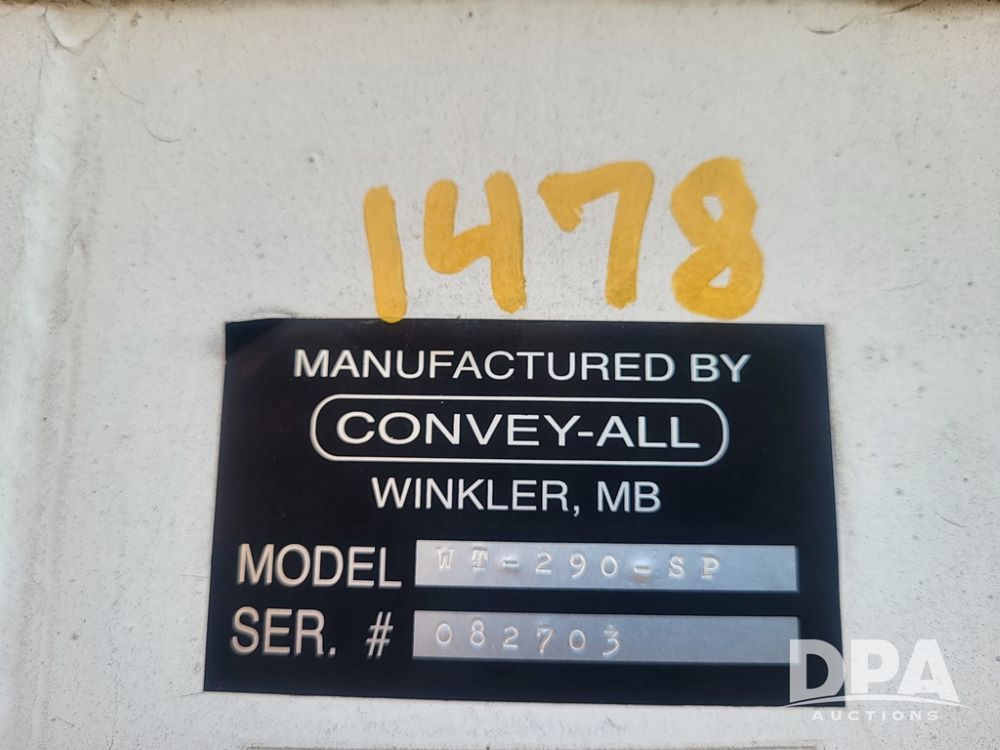 1478
MANUFACTURED BY
CONVEY-ALL
WINKLER, MB
MODEL WT-290-SP
SER. # 082703
DPA
AUCTIONS